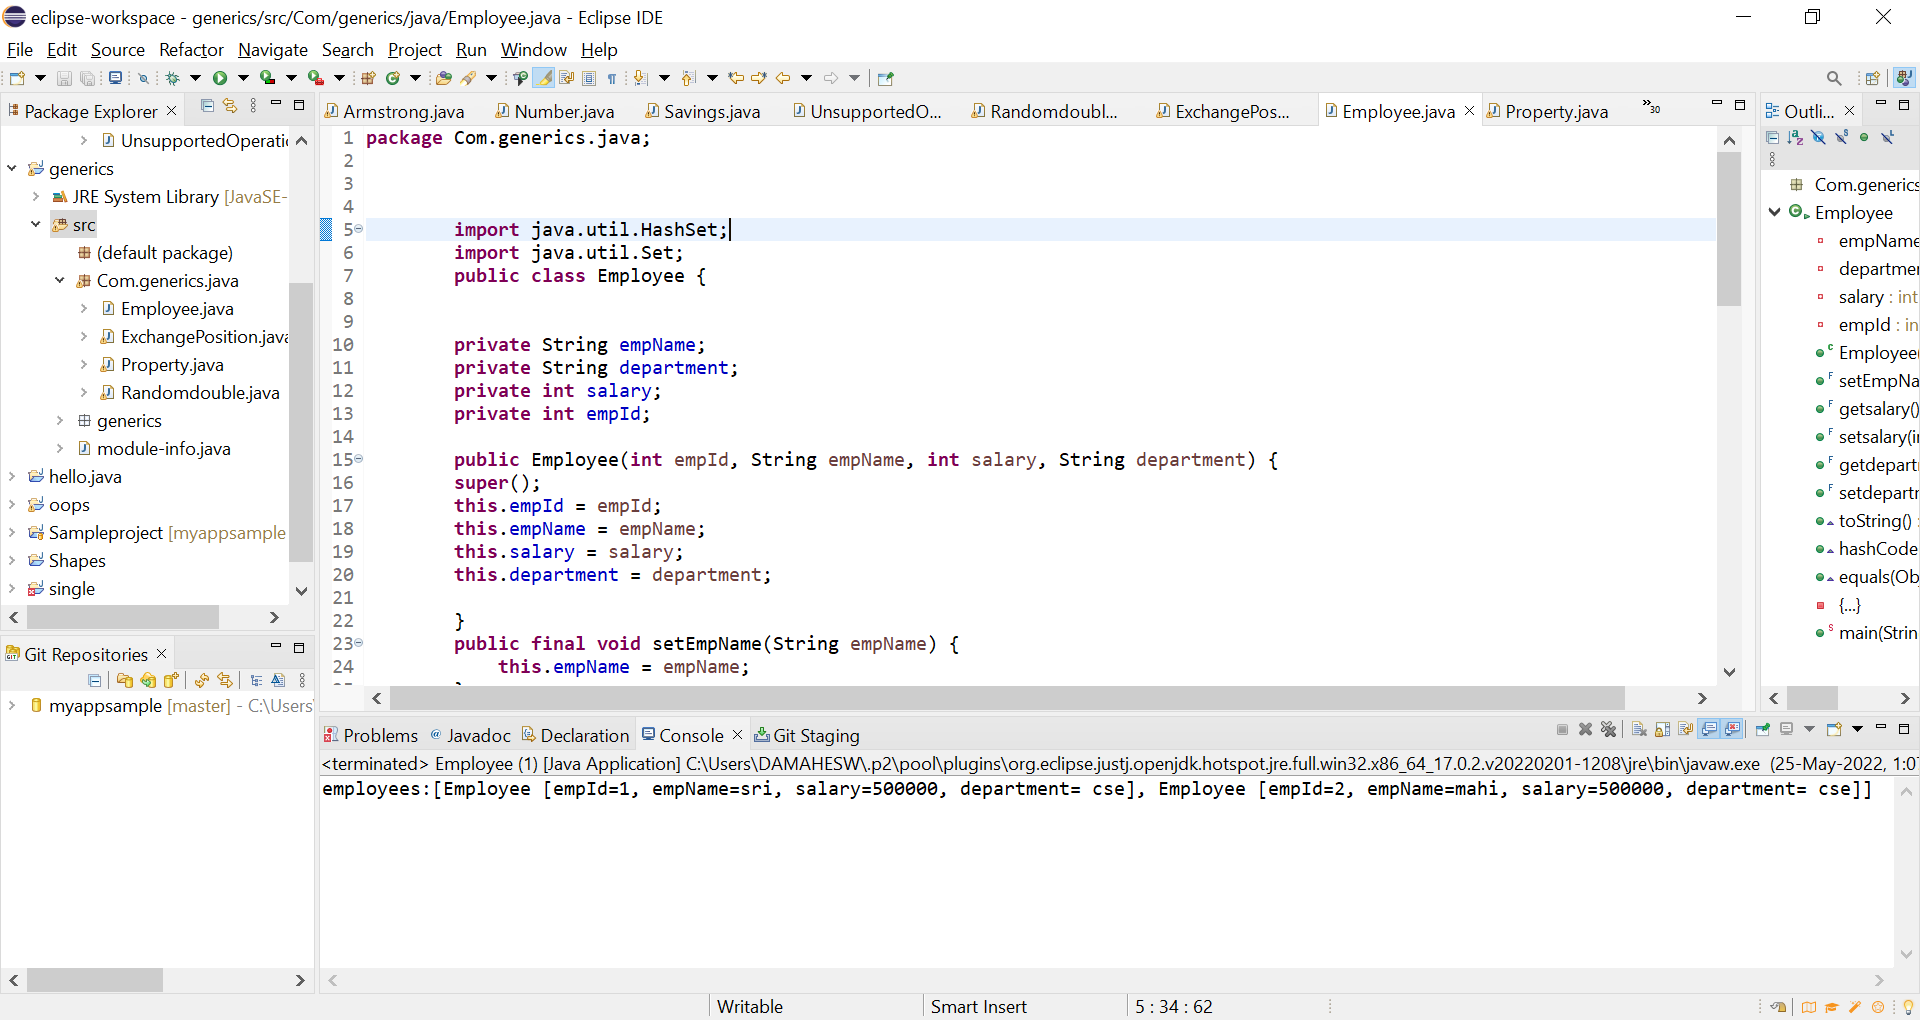 eclipse-workspace - generics/src/Com/generics/java/Employee.java - Eclipse IDE
File Edit Source Refactor Navigate Search Project Run Window Help
Package Explorer
UnsupportedOperati
generics
JRE System Library [JavaSE-
src
(default package)
Com.generics.java
Employee.java
ExchangePosition.java
Property.java
Randomdouble.java
generics
module-info.java
hello.java
oops
Sampleproject [myappsample
Shapes
single
Git Repositories
myappsample [master] - C:\Users
Armstrong.java Number.java Savings.java UnsupportedO... Randomdoubl... ExchangePos... Employee.java Property.java »30
1 package Com.generics.java;
2
3
4
5 import java.util.HashSet;
6 import java.util.Set;
7 public class Employee {
8
9
10 private String empName;
11 private String department;
12 private int salary;
13 private int empId;
14
15 public Employee(int empId, String empName, int salary, String department) {
16 super();
17 this.empId = empId;
18 this.empName = empName;
19 this.salary = salary;
20 this.department = department;
21
22 }
23 public final void setEmpName(String empName) {
24 this.empName = empName;
Outli...
Com.generics
Employee
empName
departmen
salary : int
empId : in
Employee(
setEmpNa
getsalary()
setsalary(i
getdepart
setdepartr
toString() :
hashCode
equals(Ob
{...}
main(Strin
Problems @ Javadoc Declaration Console Git Staging
<terminated> Employee (1) [Java Application] C:\Users\DAMAHESW\.p2\pool\plugins\org.eclipse.justj.openjdk.hotspot.jre.full.win32.x86_64_17.0.2.v20220201-1208\jre\bin\javaw.exe (25-May-2022, 1:07
employees:[Employee [empId=1, empName=sri, salary=500000, department= cse], Employee [empId=2, empName=mahi, salary=500000, department= cse]]
Writable Smart Insert 5 : 34 : 62